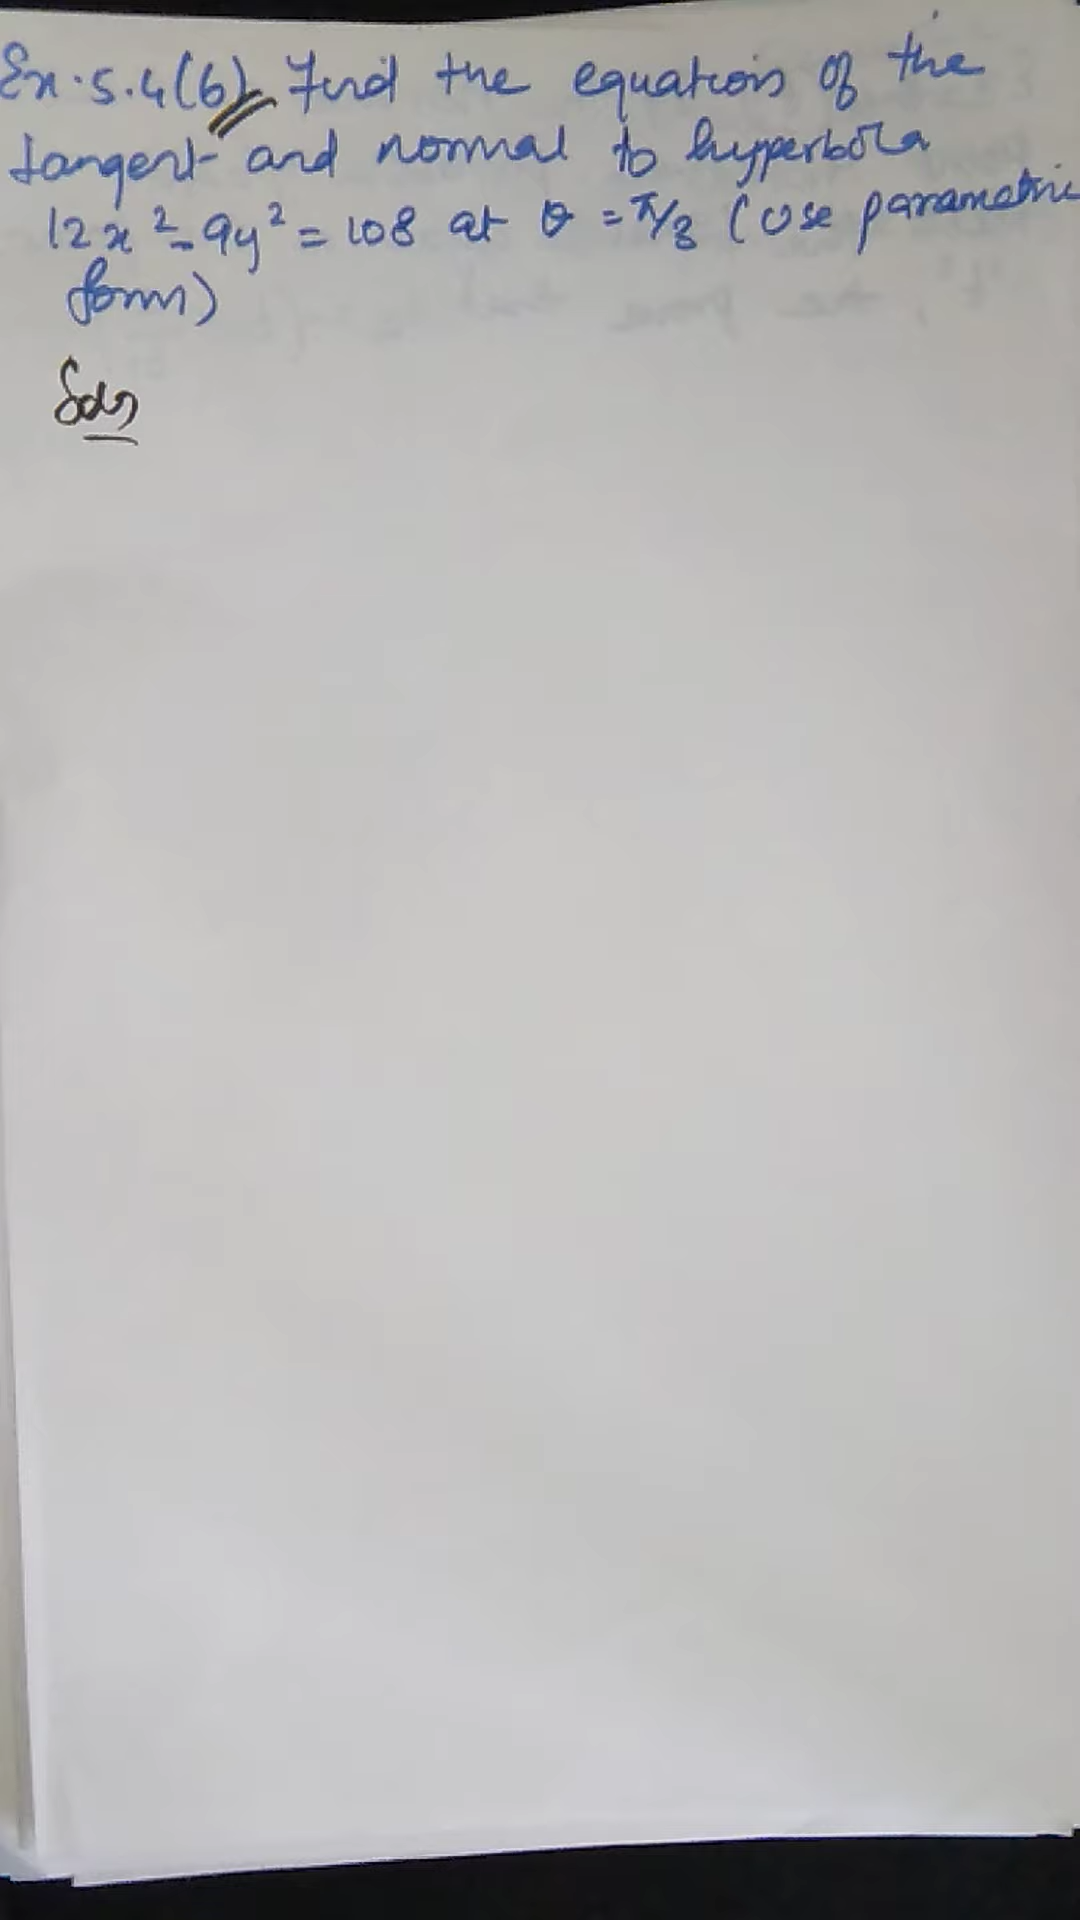 Ex.5.4(6) Find the equation of the
tangent and normal to hyperbola
12x² - 9y² = 108 at θ = π/3 (Use parametric
form)
Soln